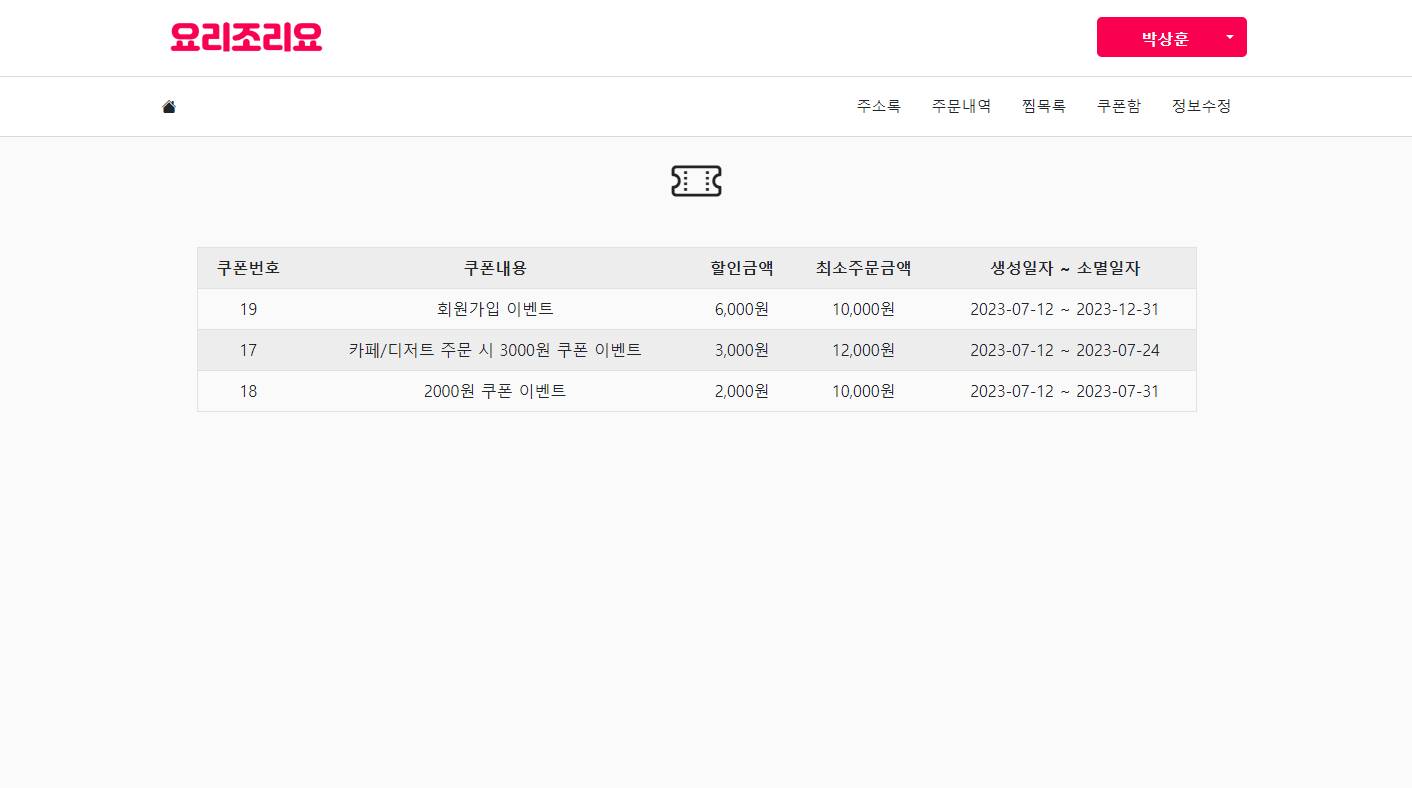 요리조리요
박상훈
주소록 주문내역 찜목록 쿠폰함 정보수정
쿠폰번호 쿠폰내용 할인금액 최소주문금액 생성일자 ~ 소멸일자
19 회원가입 이벤트 6,000원 10,000원 2023-07-12 ~ 2023-12-31
17 카페/디저트 주문 시 3000원 쿠폰 이벤트 3,000원 12,000원 2023-07-12 ~ 2023-07-24
18 2000원 쿠폰 이벤트 2,000원 10,000원 2023-07-12 ~ 2023-07-31